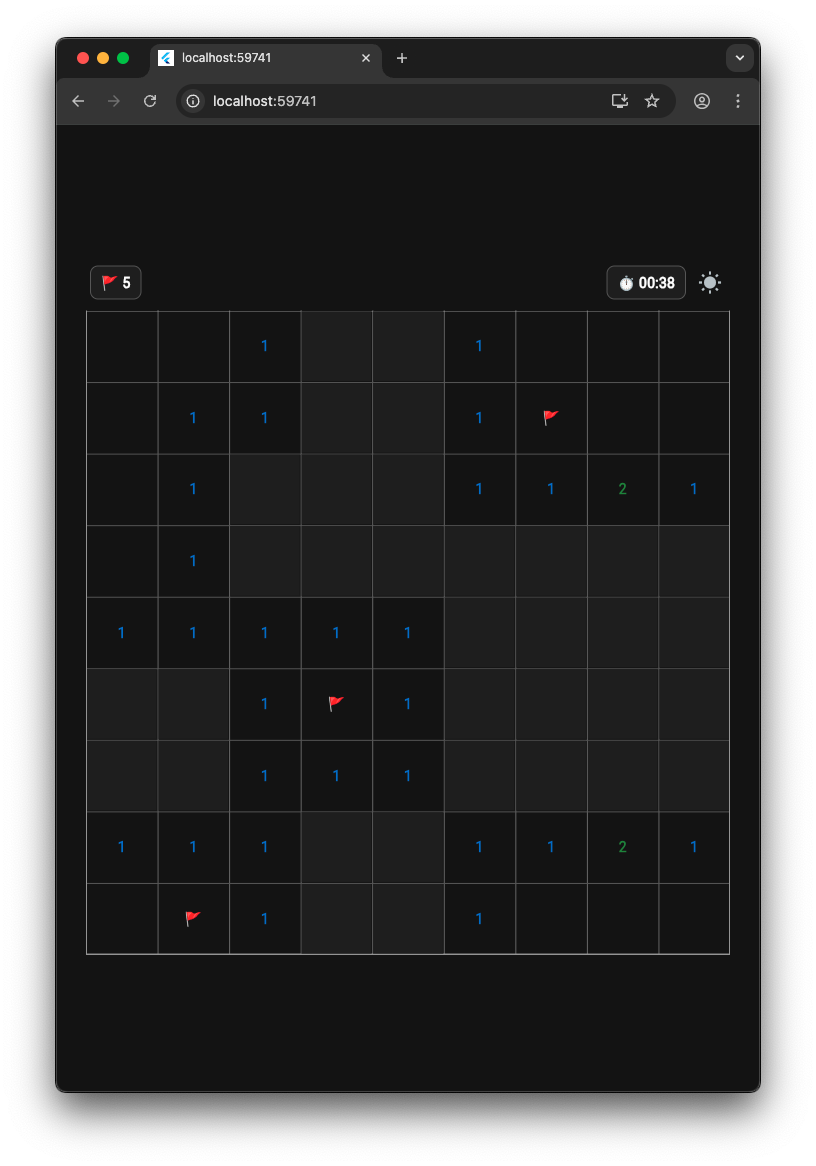 localhost:59741
localhost:59741
🚩 5
⏱ 00:38
1 1
1 1 1 🚩
1 1 1 2 1
1
1 1 1 1 1
1 🚩 1
1 1 1
1 1 1 1 1 2 1
🚩 1 1